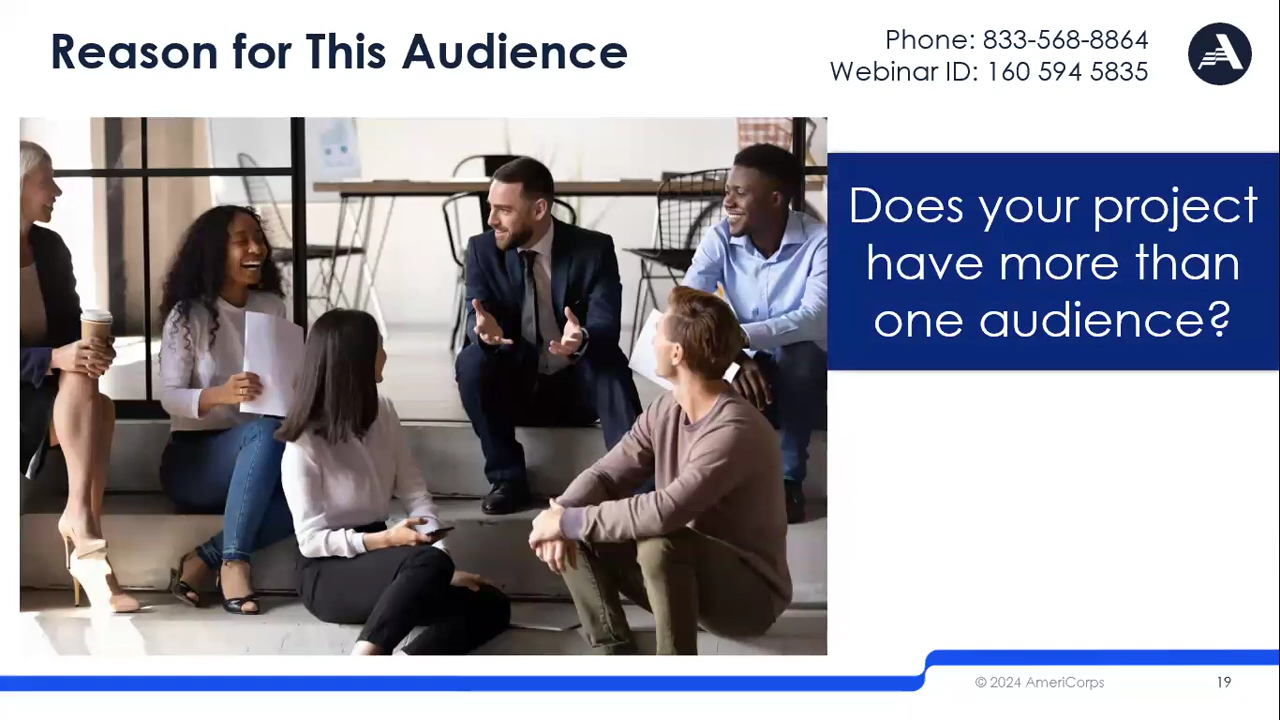 Reason for This Audience
Phone: 833-568-8864
Webinar ID: 160 594 5835
Does your project
have more than
one audience?
© 2024 AmeriCorps
19